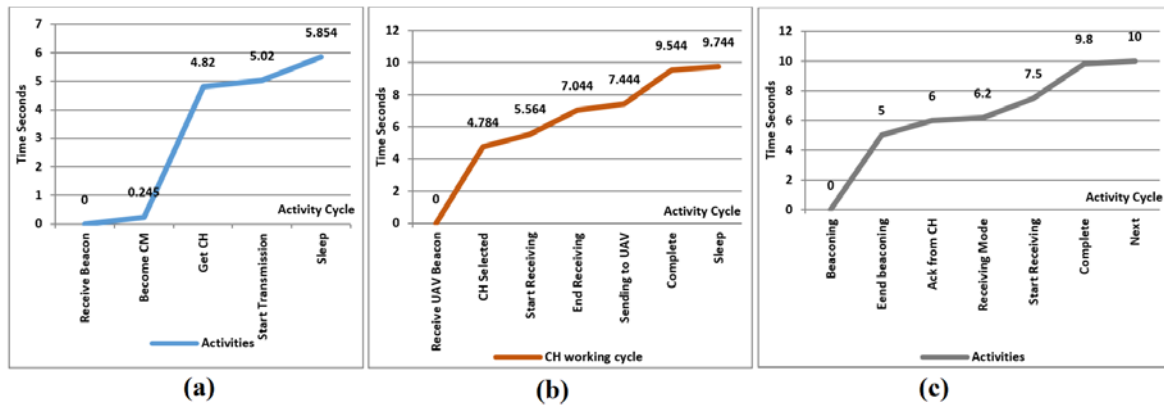 7
6
5
4
3
2
1
0
Time Seconds
0
0.245
4.82
5.02
5.854
Activity Cycle
Receive Beacon
Become CM
Get CH
Start Transmission
Sleep
Activities
(a)
12
10
8
6
4
2
0
Time Seconds
0
4.784
5.564
7.044
7.444
9.544
9.744
Activity Cycle
Receive UAV Beacon
CH Selected
Start Receiving
End Receiving
Sending to UAV
Complete
Sleep
CH working cycle
(b)
12
10
8
6
4
2
0
Time Seconds
0
5
6
6.2
7.5
9.8
10
Activity Cycle
Beaconing
Eend beaconing
Ack from CH
Receiving Mode
Start Receiving
Complete
Next
Activities
(c)